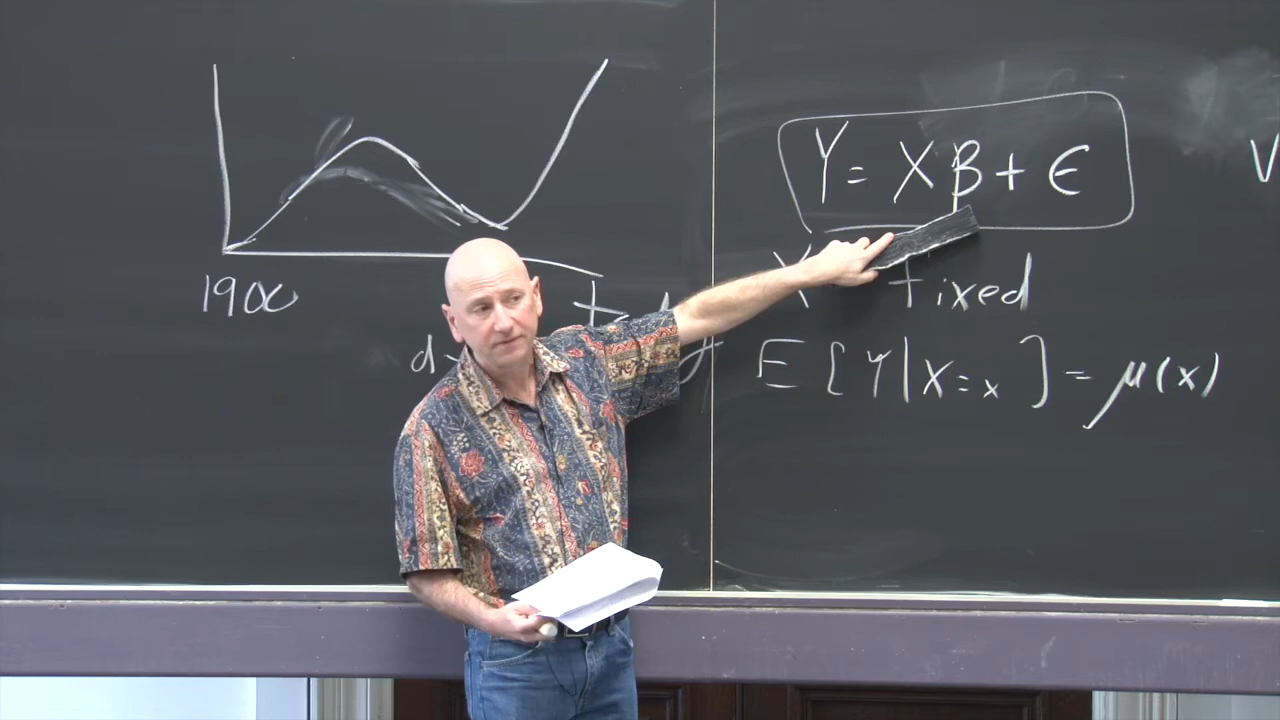 1900
Y = Xβ + ϵ
X fixed
E[Y|X=x] = μ(x)